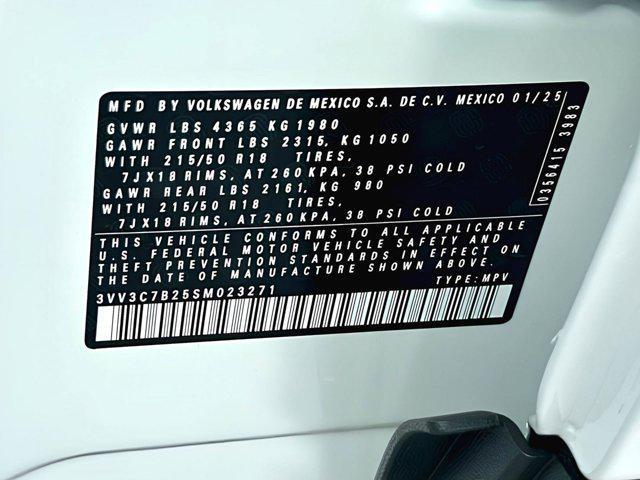 MFD BY VOLKSWAGEN DE MEXICO S.A. DE C.V. MEXICO 01/25
GVWR LBS 4365 KG 1980
GAWR FRONT LBS 2315, KG 1050
WITH 215/50 R18 TIRES,
7JX18 RIMS, AT 260 KPA, 38 PSI COLD
GAWR REAR LBS 2161, KG 980
WITH 215/50 R18 TIRES,
7JX18 RIMS, AT 260 KPA, 38 PSI COLD
THIS VEHICLE CONFORMS TO ALL APPLICABLE
U.S. FEDERAL MOTOR VEHICLE SAFETY AND
THEFT PREVENTION STANDARDS IN EFFECT ON
THE DATE OF MANUFACTURE SHOWN ABOVE.
3VV3C7B25SM023271 TYPE: MPV
0356415 3983